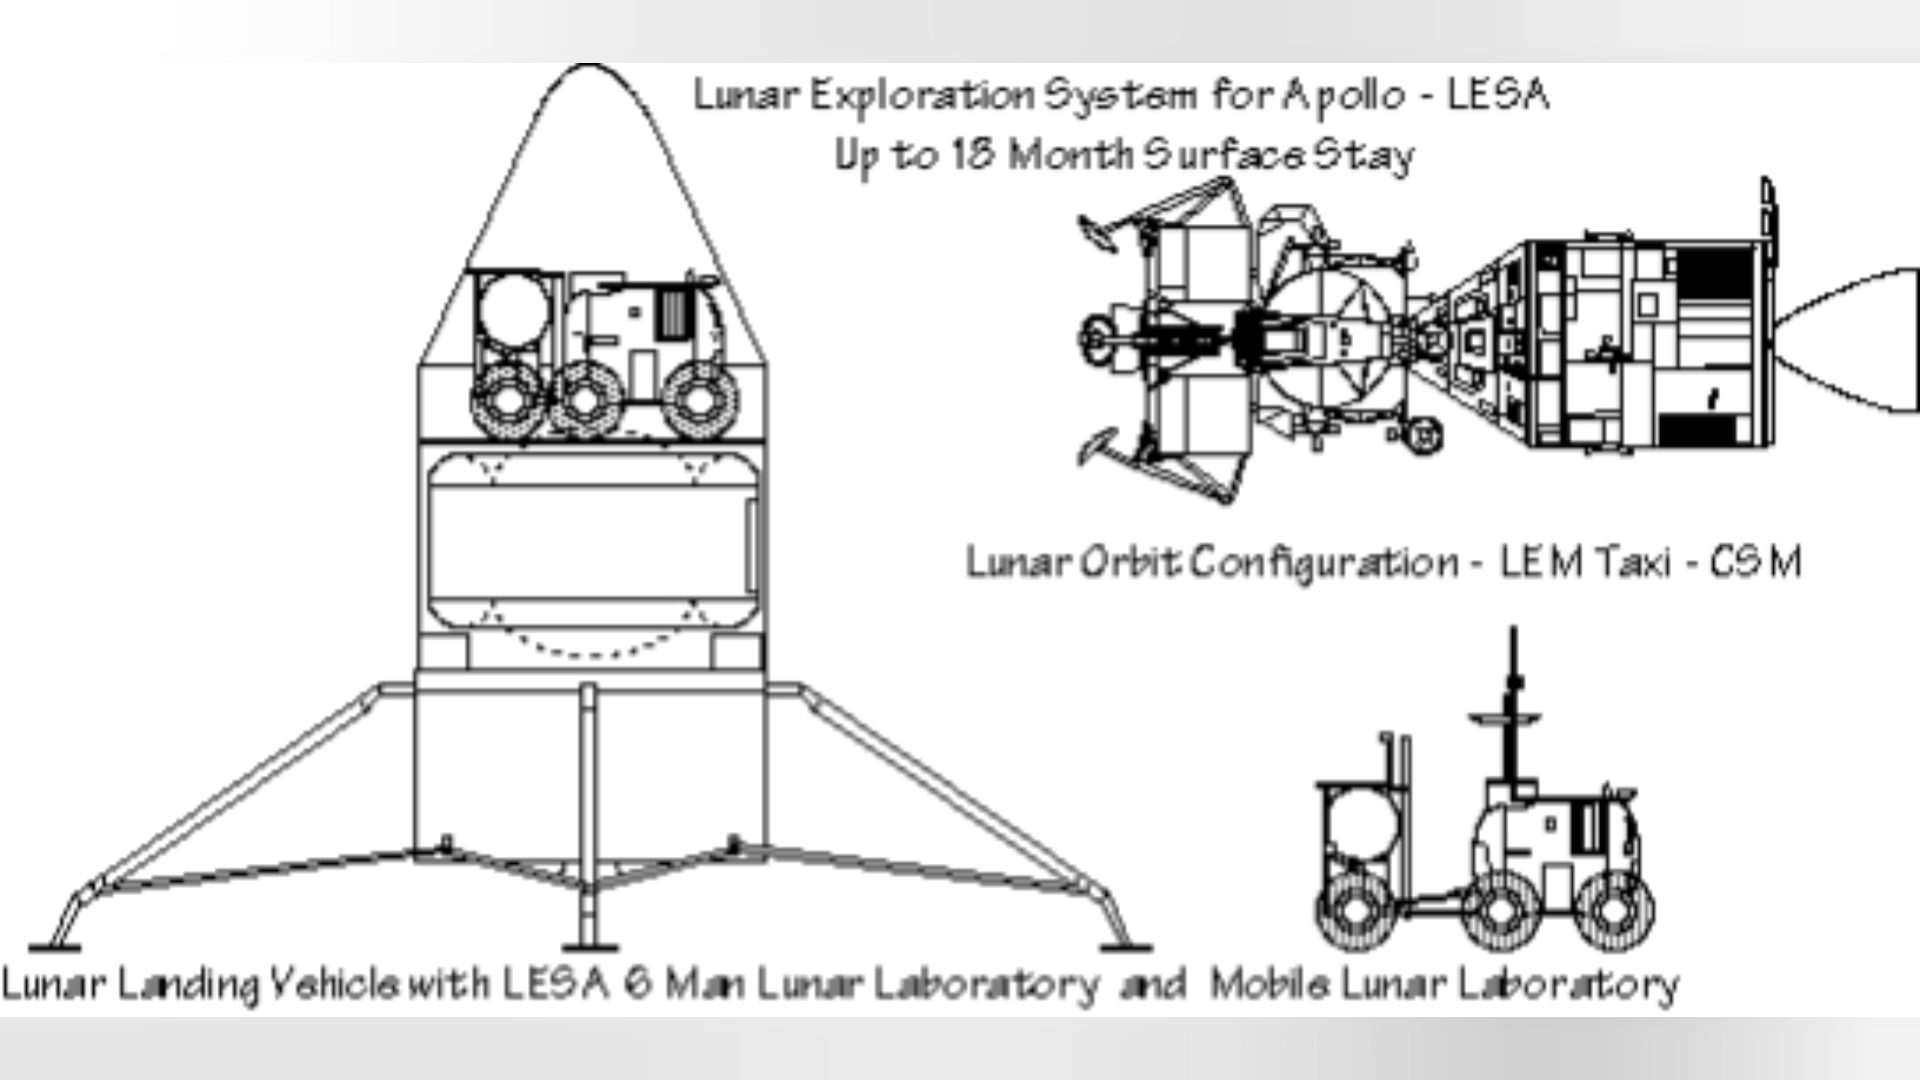 Lunar Exploration System for Apollo - LESA
Up to 18 Month Surface Stay
Lunar Orbit Configuration - LEM Taxi - CSM
Lunar Landing Vehicle with LESA 6 Man Lunar Laboratory and Mobile Lunar Laboratory